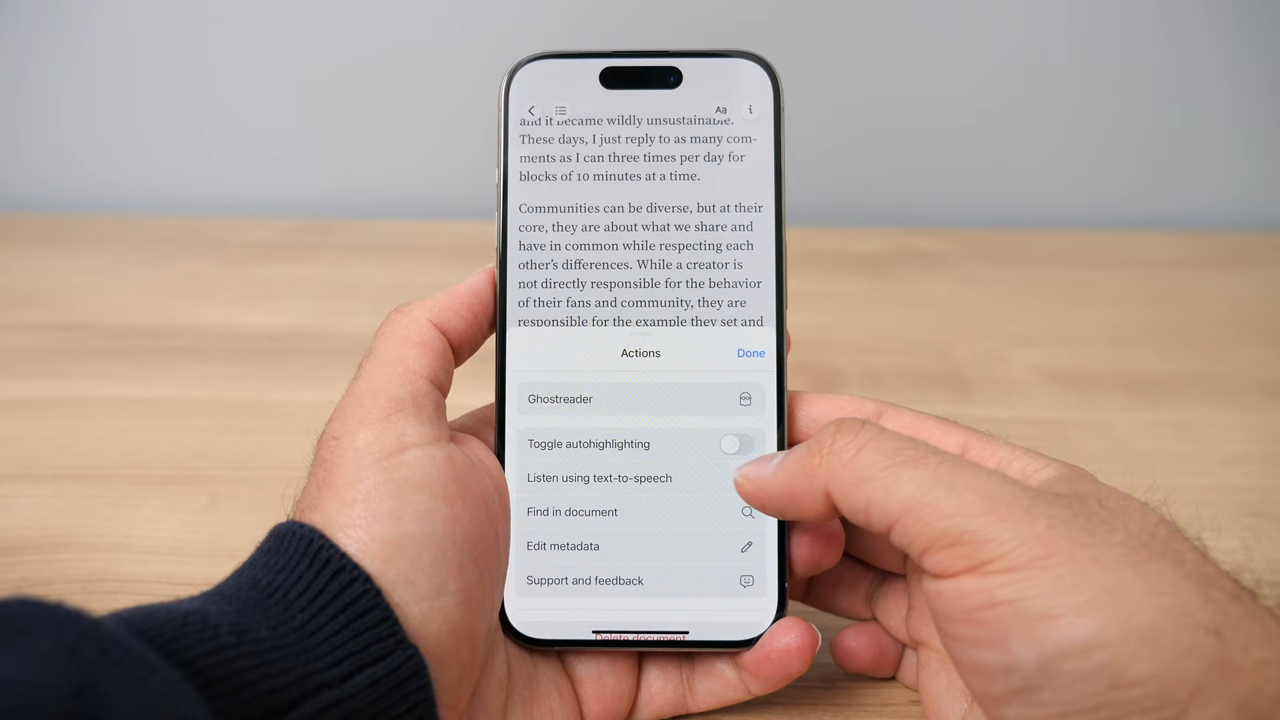 Aa i
and it became wildly unsustainable.
These days, I just reply to as many com-
ments as I can three times per day for
blocks of 10 minutes at a time.
Communities can be diverse, but at their
core, they are about what we share and
have in common while respecting each
other's differences. While a creator is
not directly responsible for the behavior
of their fans and community, they are
responsible for the example they set and
Actions Done
Ghostreader
Toggle autohighlighting
Listen using text-to-speech
Find in document
Edit metadata
Support and feedback
Delete document